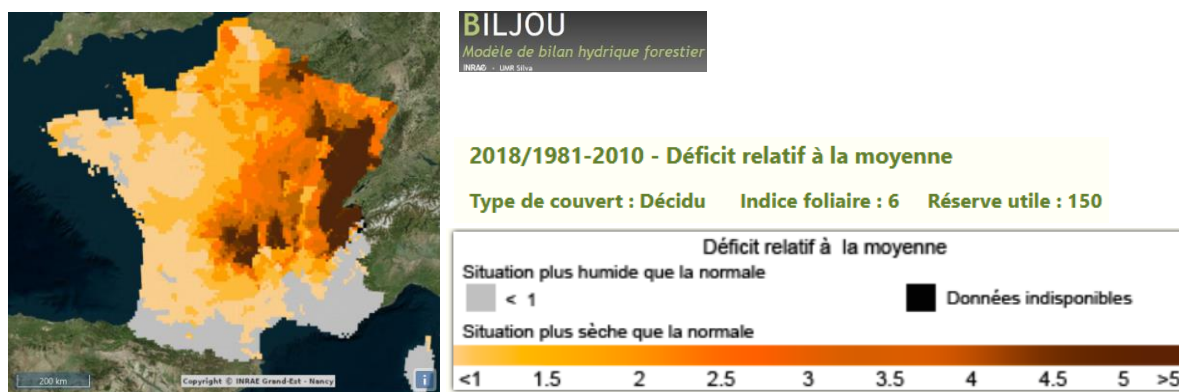 BILJOU
Modèle de bilan hydrique forestier
INRAE - UMR Silva
2018/1981-2010 - Déficit relatif à la moyenne
Type de couvert : Décidu Indice foliaire : 6 Réserve utile : 150
Déficit relatif à la moyenne
Situation plus humide que la normale
< 1 Données indisponibles
Situation plus sèche que la normale
<1 1.5 2 2.5 3 3.5 4 4.5 5 >5
200 km Copyright © INRAE Grand-Est - Nancy i